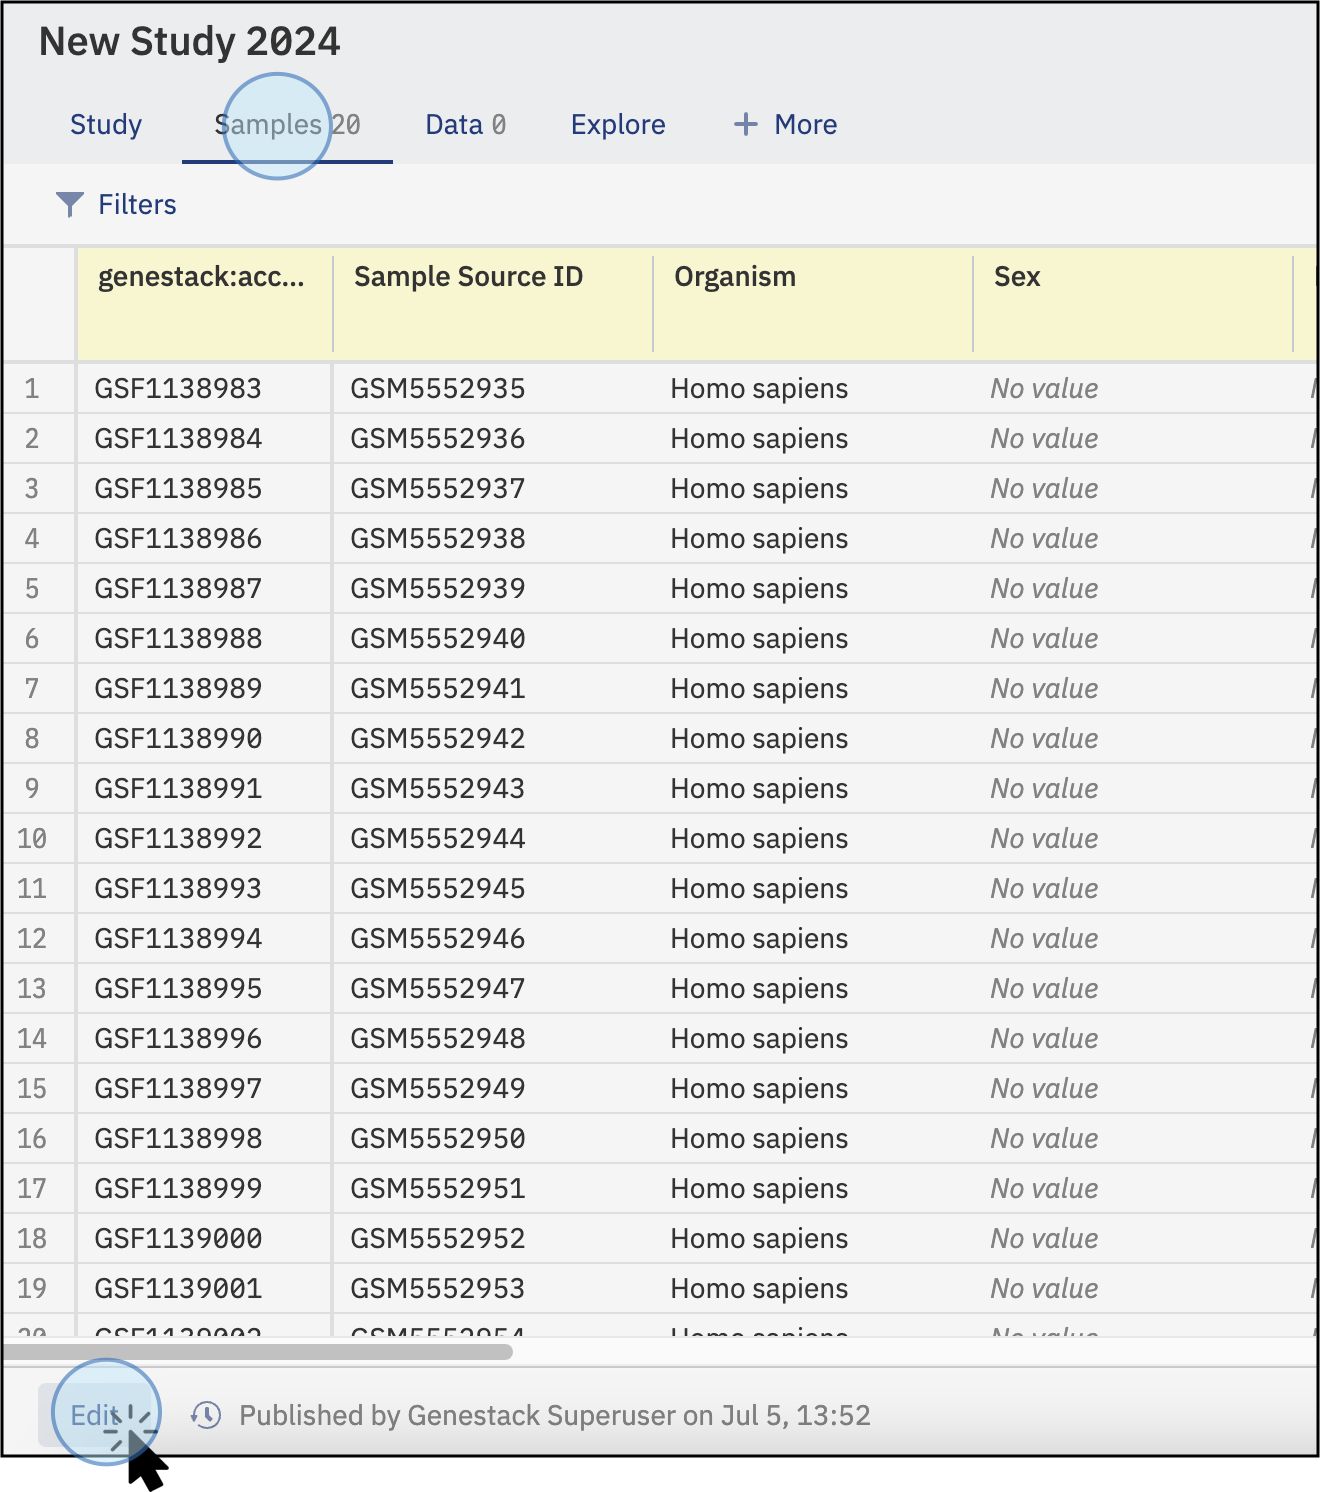 New Study 2024
Study Samples 20 Data 0 Explore + More
Filters
genestack:acc... Sample Source ID Organism Sex
1 GSF1138983 GSM5552935 Homo sapiens No value
2 GSF1138984 GSM5552936 Homo sapiens No value
3 GSF1138985 GSM5552937 Homo sapiens No value
4 GSF1138986 GSM5552938 Homo sapiens No value
5 GSF1138987 GSM5552939 Homo sapiens No value
6 GSF1138988 GSM5552940 Homo sapiens No value
7 GSF1138989 GSM5552941 Homo sapiens No value
8 GSF1138990 GSM5552942 Homo sapiens No value
9 GSF1138991 GSM5552943 Homo sapiens No value
10 GSF1138992 GSM5552944 Homo sapiens No value
11 GSF1138993 GSM5552945 Homo sapiens No value
12 GSF1138994 GSM5552946 Homo sapiens No value
13 GSF1138995 GSM5552947 Homo sapiens No value
14 GSF1138996 GSM5552948 Homo sapiens No value
15 GSF1138997 GSM5552949 Homo sapiens No value
16 GSF1138998 GSM5552950 Homo sapiens No value
17 GSF1138999 GSM5552951 Homo sapiens No value
18 GSF1139000 GSM5552952 Homo sapiens No value
19 GSF1139001 GSM5552953 Homo sapiens No value
20 GSF1139002 GSM5552954 Homo sapiens No value
Edit Published by Genestack Superuser on Jul 5, 13:52